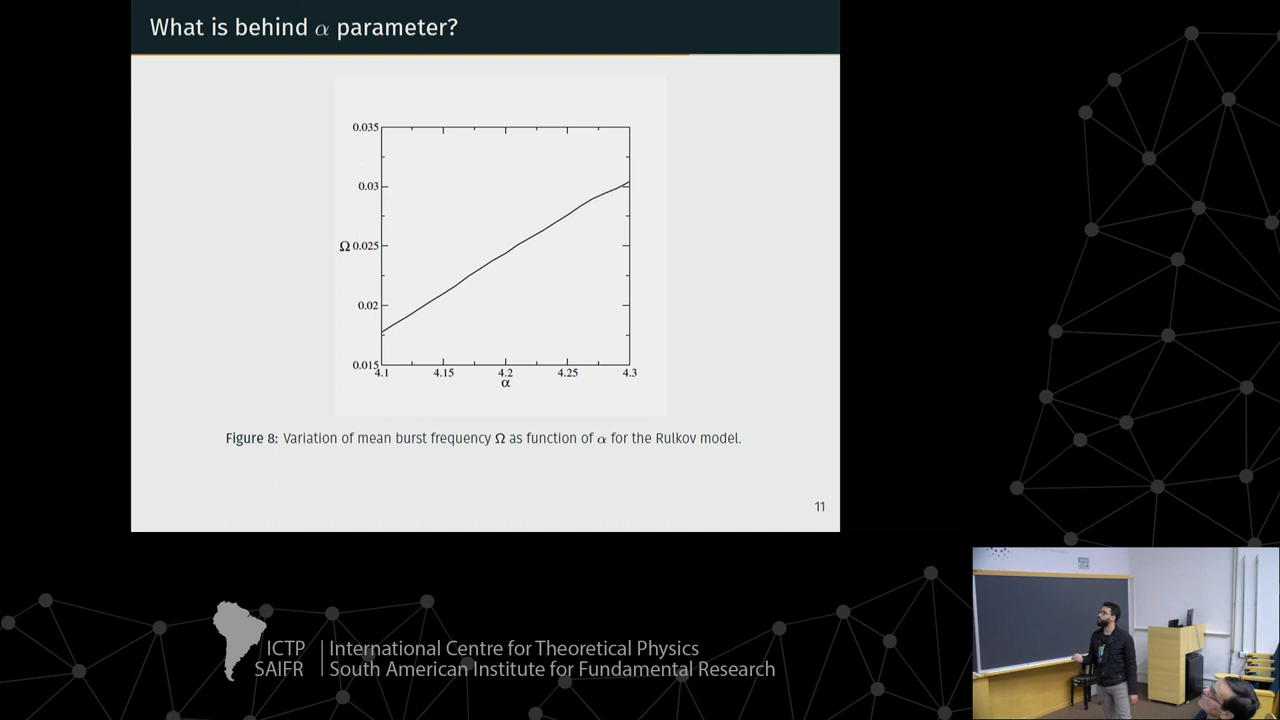 What is behind α parameter?
0.035
0.03
Ω 0.025
0.02
0.015
4.1 4.15 4.2 4.25 4.3
α
Figure 8: Variation of mean burst frequency Ω as function of α for the Rulkov model.
11
ICTP | International Centre for Theoretical Physics
SAIFR | South American Institute for Fundamental Research